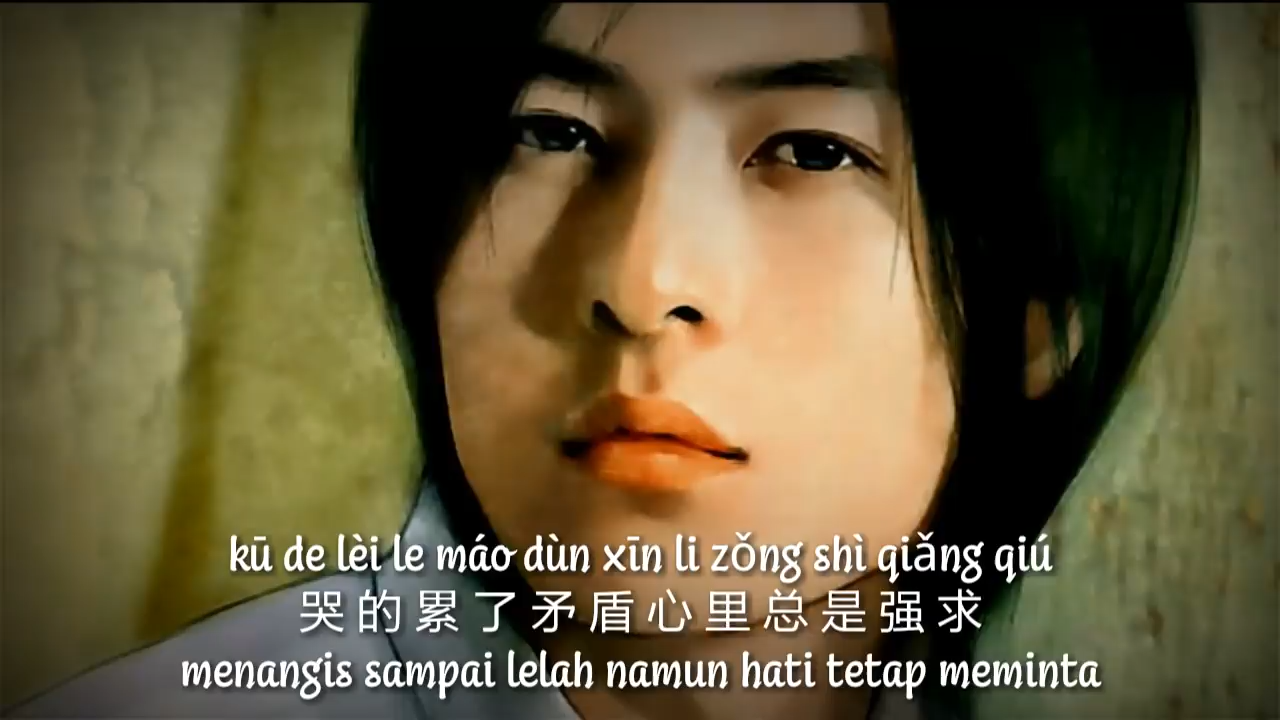 kū de lèi le máo dùn xīn li zǒng shì qiǎng qiú
哭的累了矛盾心里总是强求
menangis sampai lelah namun hati tetap meminta